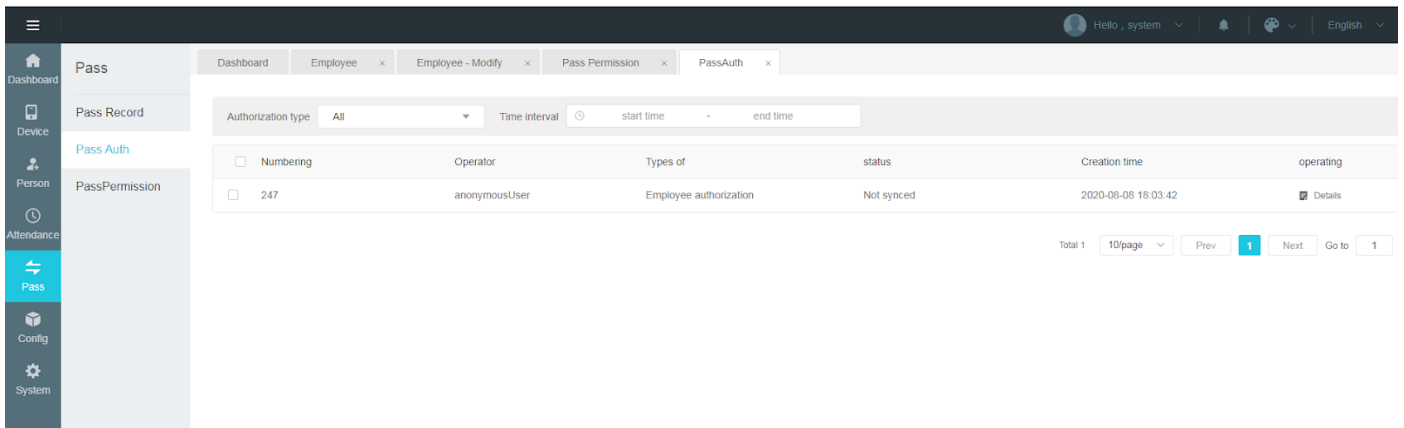 Hello , system
English
Dashboard
Device
Person
Attendance
Pass
Config
System
Pass
Pass Record
Pass Auth
PassPermission
Dashboard Employee × Employee - Modify × Pass Permission × PassAuth ×
Authorization type All Time interval start time - end time
Numbering Operator Types of status Creation time operating
247 anonymousUser Employee authorization Not synced 2020-08-08 18:03:42 Details
Total 1 10/page Prev 1 Next Go to 1